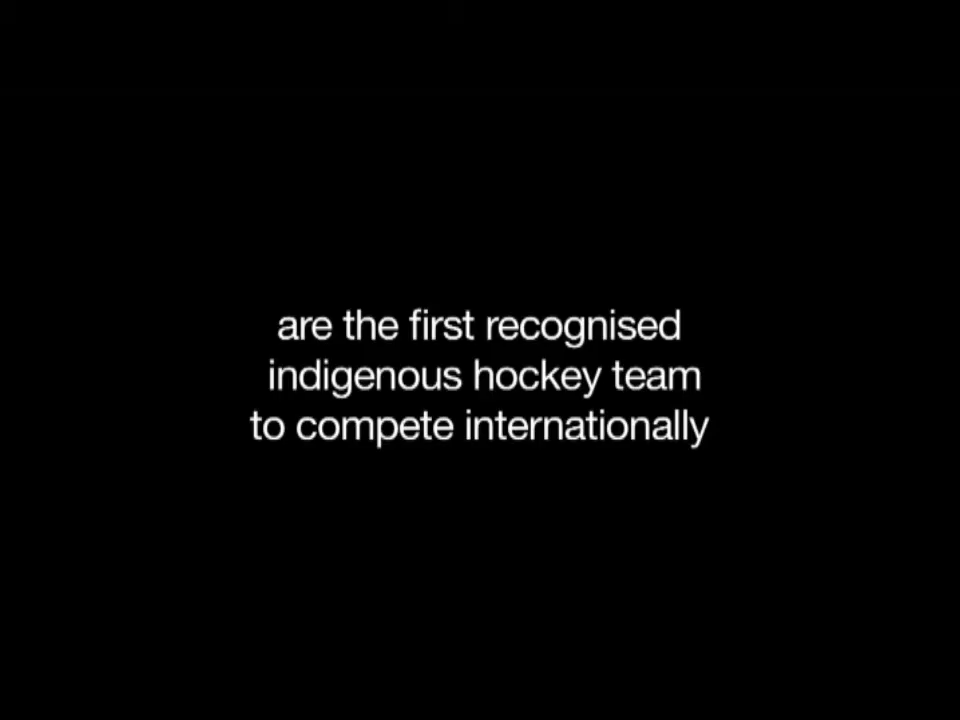 are the first recognised
indigenous hockey team
to compete internationally